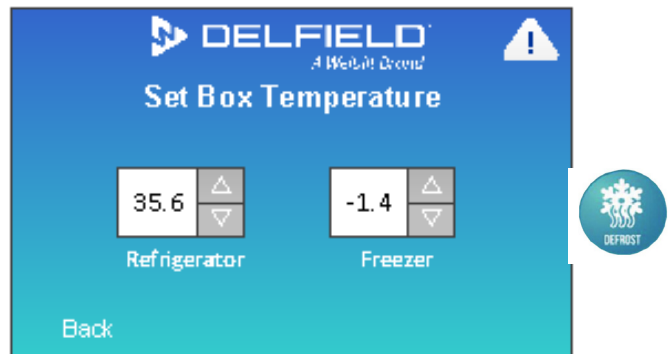 DELFIELD
A Welbilt Brand
Set Box Temperature
35.6
-1.4
Refrigerator
Freezer
DEFROST
Back